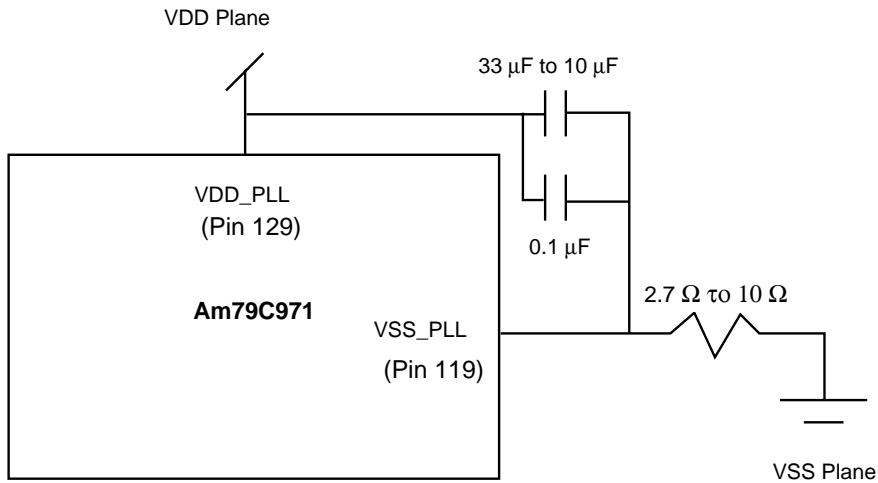 VDD Plane
33 μF to 10 μF
VDD_PLL
(Pin 129)
0.1 μF
Am79C971
2.7 Ω το 10 Ω
VSS_PLL
(Pin 119)
VSS Plane